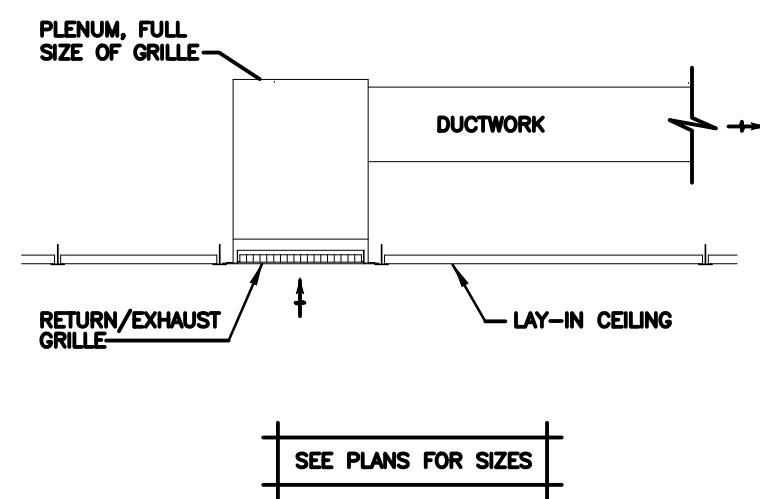 PLENUM, FULL
SIZE OF GRILLE
DUCTWORK
RETURN/EXHAUST
GRILLE
LAY-IN CEILING
SEE PLANS FOR SIZES